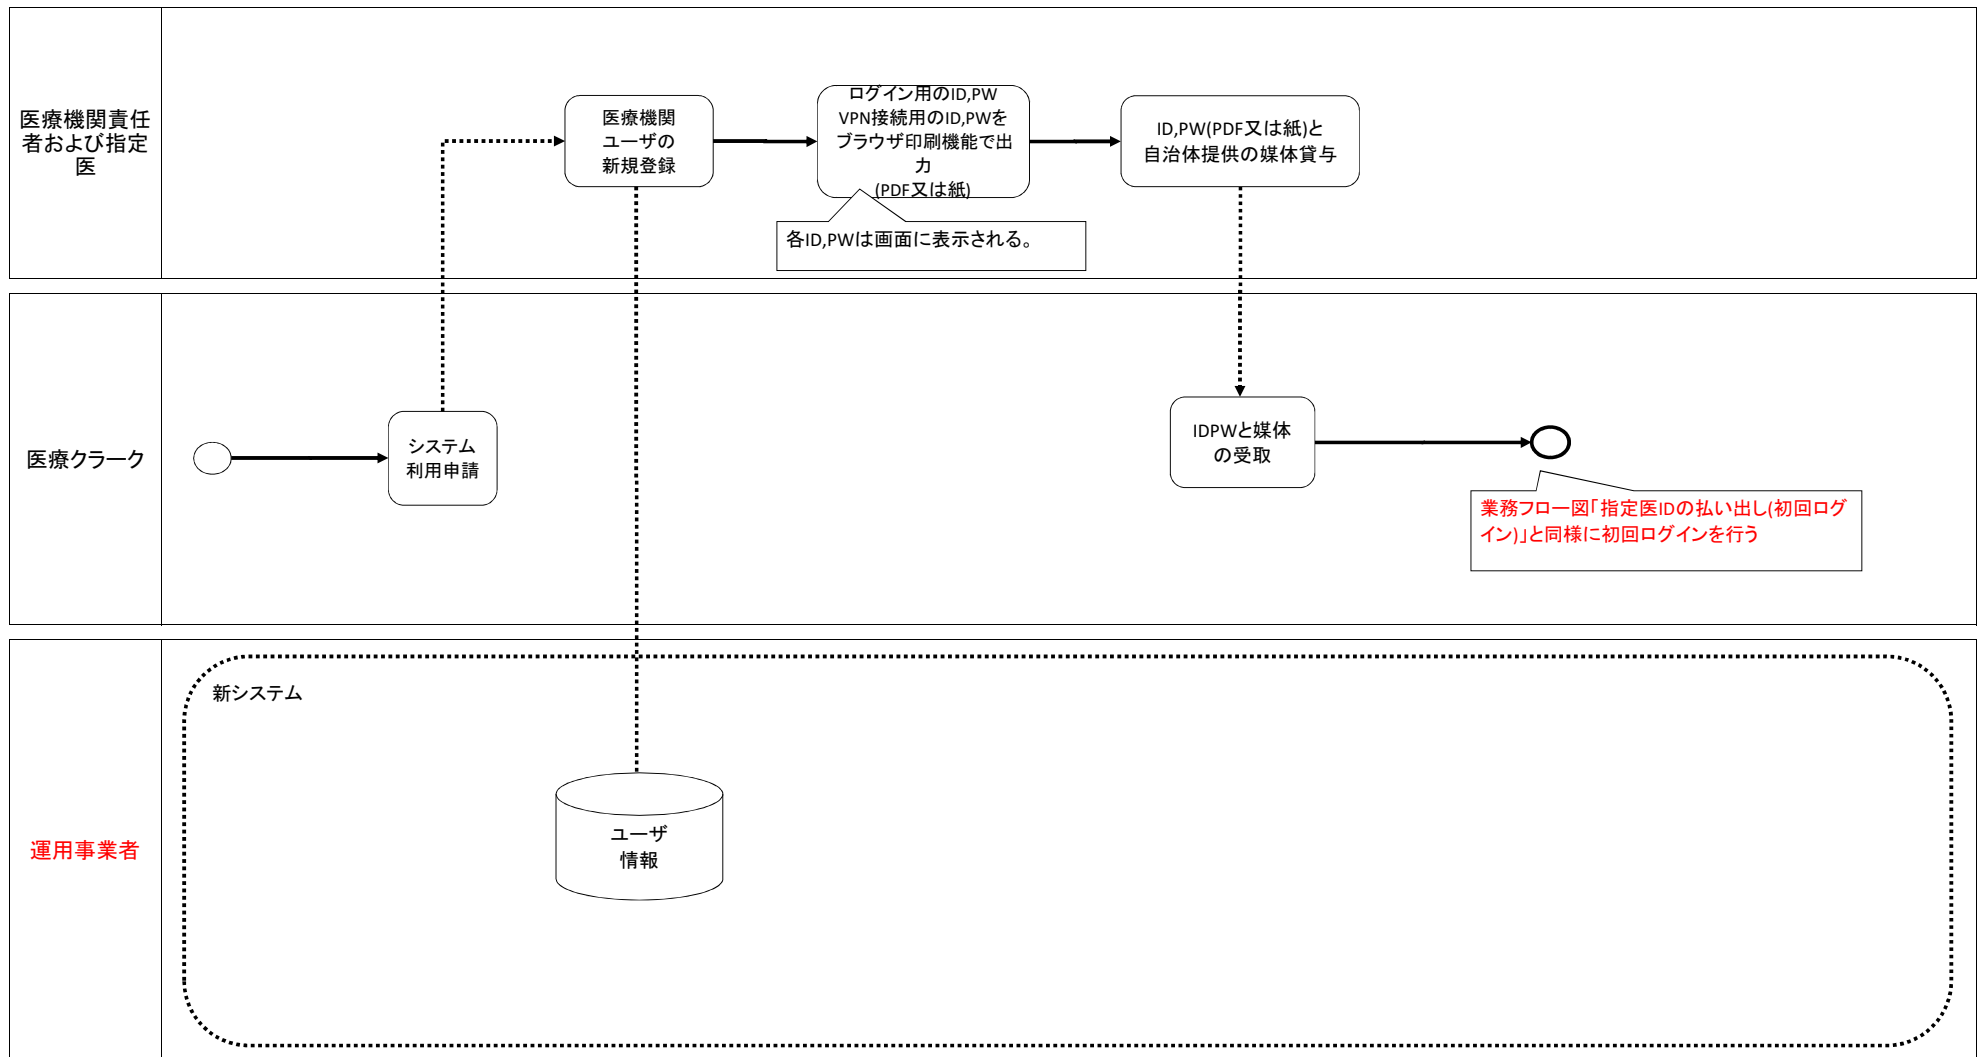 医療機関責任
者および指定
医
医療機関
ユーザの
新規登録
ログイン用のID,PW
VPN接続用のID,PWを
ブラウザ印刷機能で出
力
(PDF又は紙)
ID,PW(PDF又は紙)と
自治体提供の媒体貸与
各ID,PWは画面に表示される。
医療クラーク
システム
利用申請
IDPWと媒体
の受取
業務フロー図「指定医IDの払い出し(初回ログ
イン)」と同様に初回ログインを行う
運用事業者
新システム
ユーザ
情報